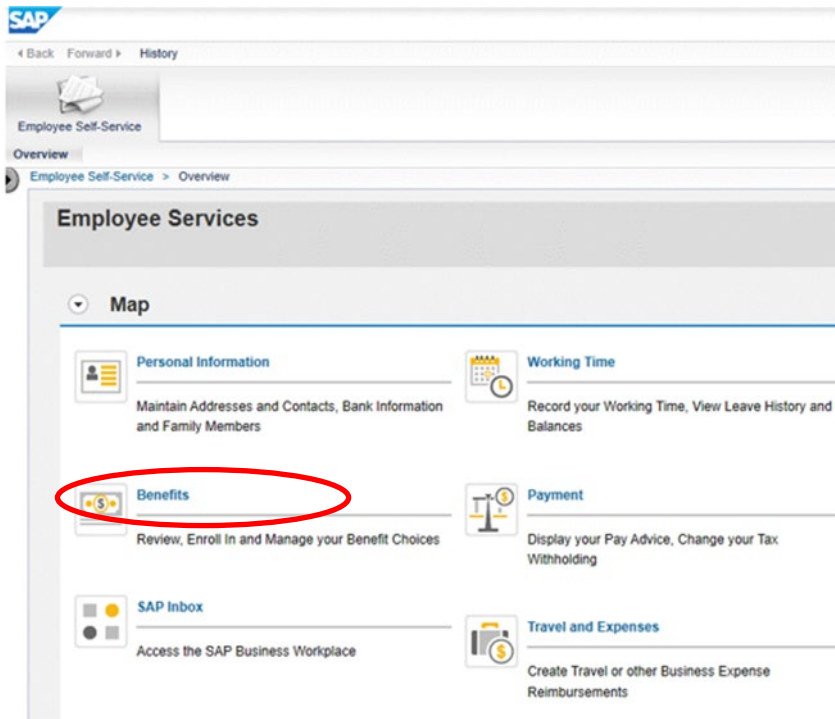 SAP
Back Forward History
Employee Self-Service
Overview
Employee Self-Service > Overview
Employee Services
Map
Personal Information
Maintain Addresses and Contacts, Bank Information
and Family Members
Working Time
Record your Working Time, View Leave History and
Balances
Benefits
Review, Enroll In and Manage your Benefit Choices
Payment
Display your Pay Advice, Change your Tax
Withholding
SAP Inbox
Access the SAP Business Workplace
Travel and Expenses
Create Travel or other Business Expense
Reimbursements